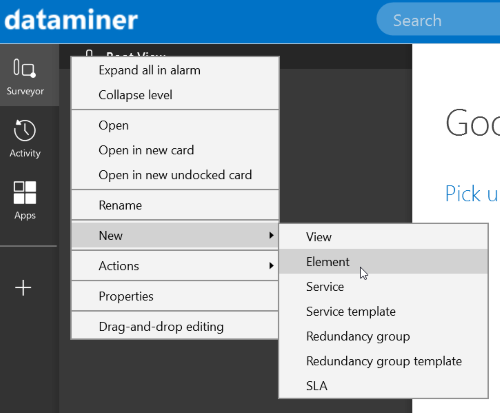 dataminer
Search
Surveyor
Activity
Apps
Expand all in alarm
Collapse level
Open
Open in new card
Open in new undocked card
Rename
New
Actions
Properties
Drag-and-drop editing
View
Element
Service
Service template
Redundancy group
Redundancy group template
SLA
Goo
Pick u